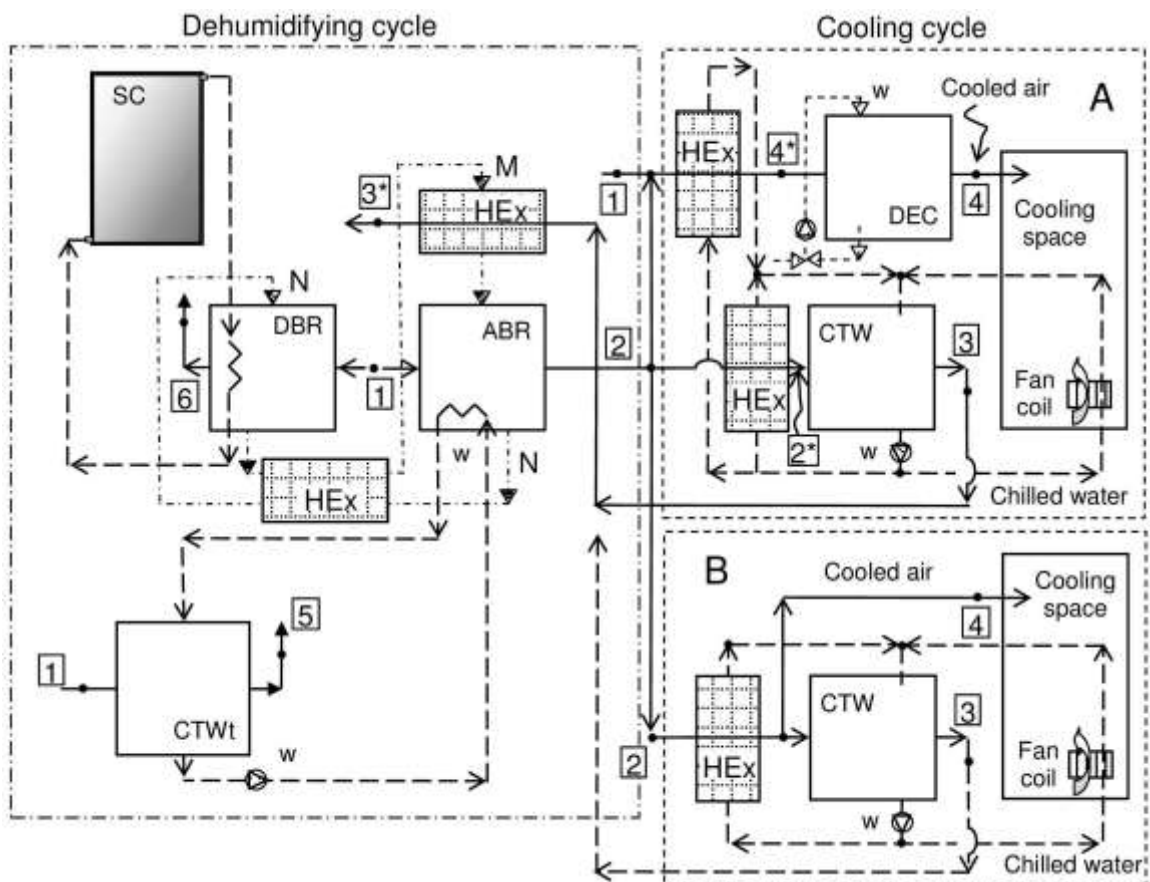 Dehumidifying cycle
Cooling cycle
SC
w
Cooled air
A
HEx
4*
M
3*
HEx
1
DEC
4
Cooling
space
N
DBR
ABR
2
CTW
3
6
1
HEx
Fan
coil
w
N
2*
w
HEx
Chilled water
B
Cooled air
Cooling
space
5
4
1
CTW
3
CTWt
2
HEx
Fan
coil
w
w
Chilled water